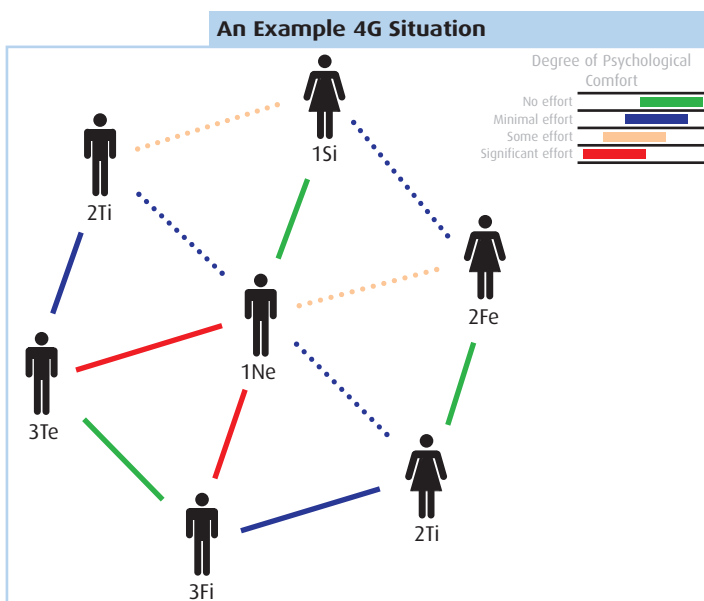 An Example 4G Situation
Degree of Psychological
Comfort
No effort
Minimal effort
Some effort
Significant effort
1Si
2Ti
2Fe
1Ne
3Te
2Ti
3Fi